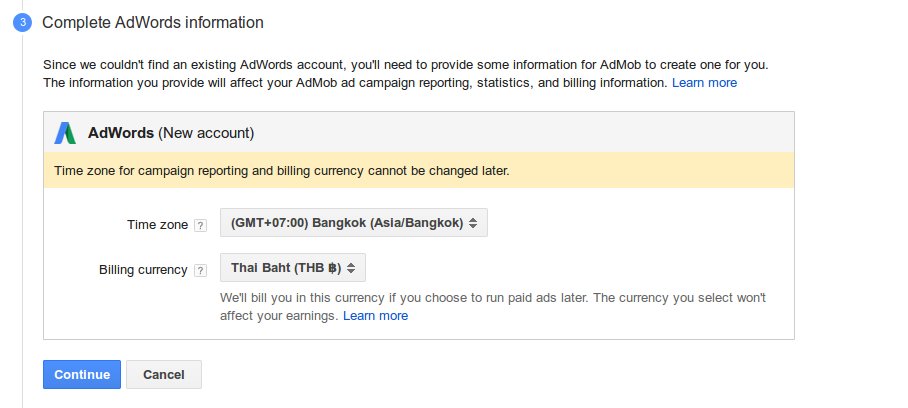 3 Complete AdWords information
Since we couldn't find an existing AdWords account, you'll need to provide some information for AdMob to create one for you.
The information you provide will affect your AdMob ad campaign reporting, statistics, and billing information. Learn more
AdWords (New account)
Time zone for campaign reporting and billing currency cannot be changed later.
Time zone ? (GMT+07:00) Bangkok (Asia/Bangkok)
Billing currency ? Thai Baht (THB ฿)
We'll bill you in this currency if you choose to run paid ads later. The currency you select won't
affect your earnings. Learn more
Continue Cancel